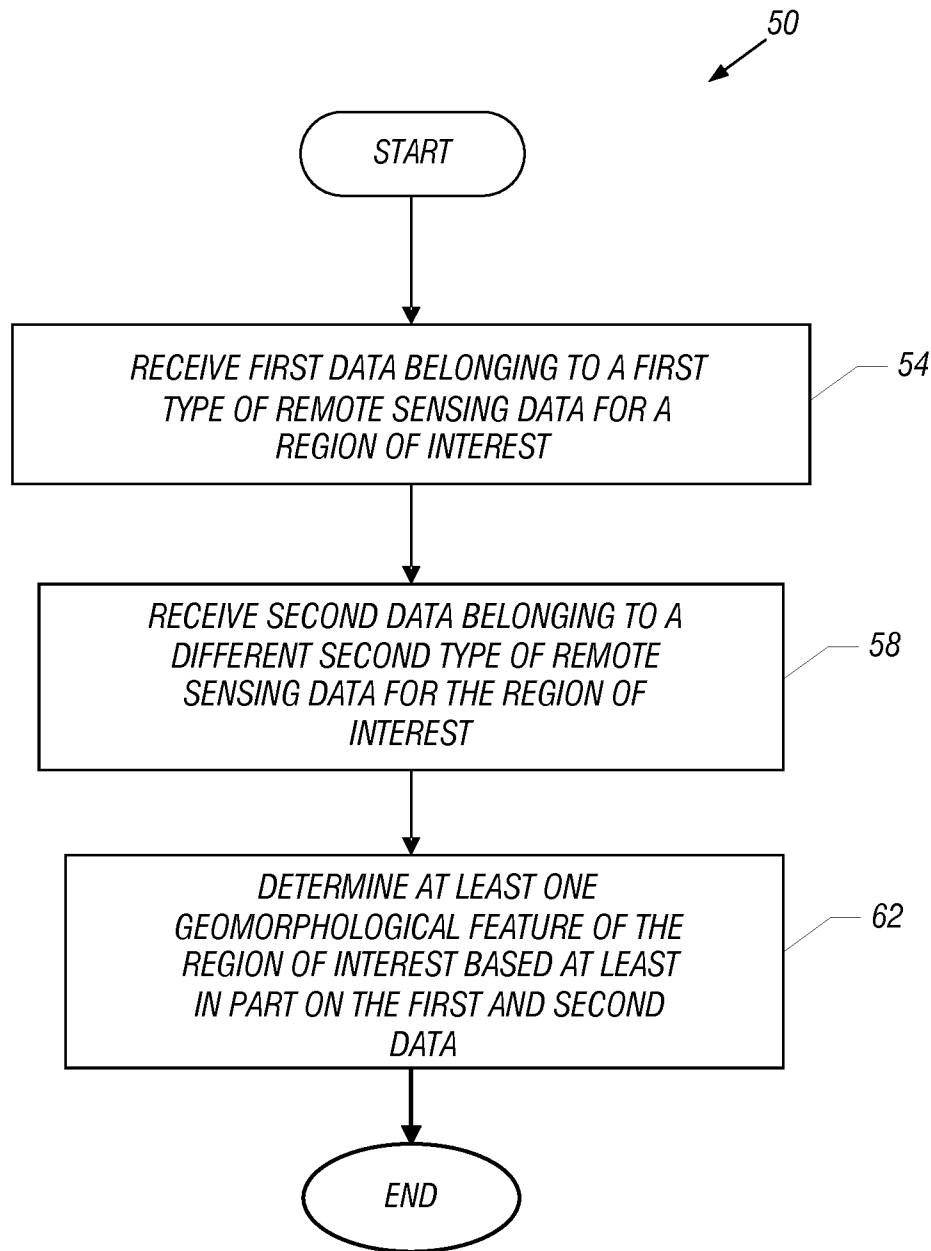 50
START
RECEIVE FIRST DATA BELONGING TO A FIRST
TYPE OF REMOTE SENSING DATA FOR A
REGION OF INTEREST
54
RECEIVE SECOND DATA BELONGING TO A
DIFFERENT SECOND TYPE OF REMOTE
SENSING DATA FOR THE REGION OF
INTEREST
58
DETERMINE AT LEAST ONE
GEOMORPHOLOGICAL FEATURE OF THE
REGION OF INTEREST BASED AT LEAST
IN PART ON THE FIRST AND SECOND
DATA
62
END